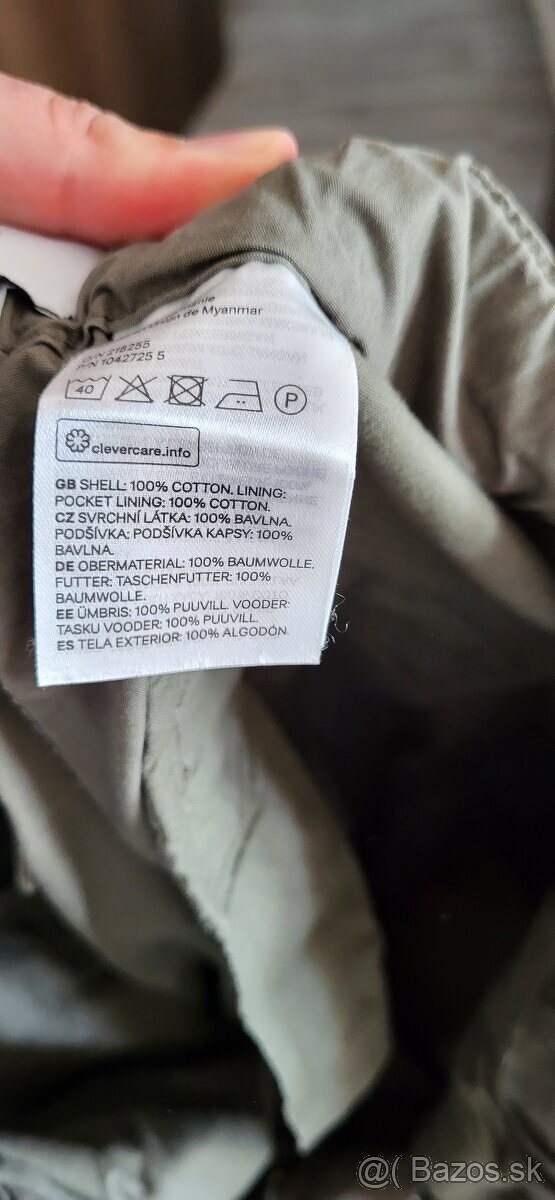 de Myanmar
O/N 218255
P/N 1042725 5
40
P
clevercare.info
GB SHELL: 100% COTTON. LINING:
POCKET LINING: 100% COTTON.
CZ SVRCHNÍ LÁTKA: 100% BAVLNA.
PODŠÍVKA: PODŠÍVKA KAPSY: 100%
BAVLNA.
DE OBERMATERIAL: 100% BAUMWOLLE.
FUTTER: TASCHENFUTTER: 100%
BAUMWOLLE.
EE ÜMBRIS: 100% PUUVILL VOODER:
TASKU VOODER: 100% PUUVILL.
ES TELA EXTERIOR: 100% ALGODÓN.
@( Bazos.sk